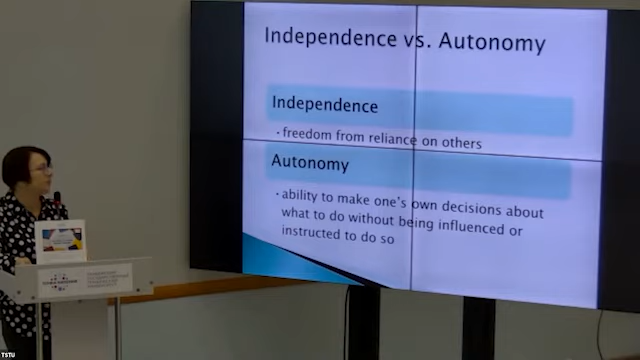 Independence vs. Autonomy
Independence
• freedom from reliance on others
Autonomy
• ability to make one's own decisions about
what to do without being influenced or
instructed to do so
TSTU